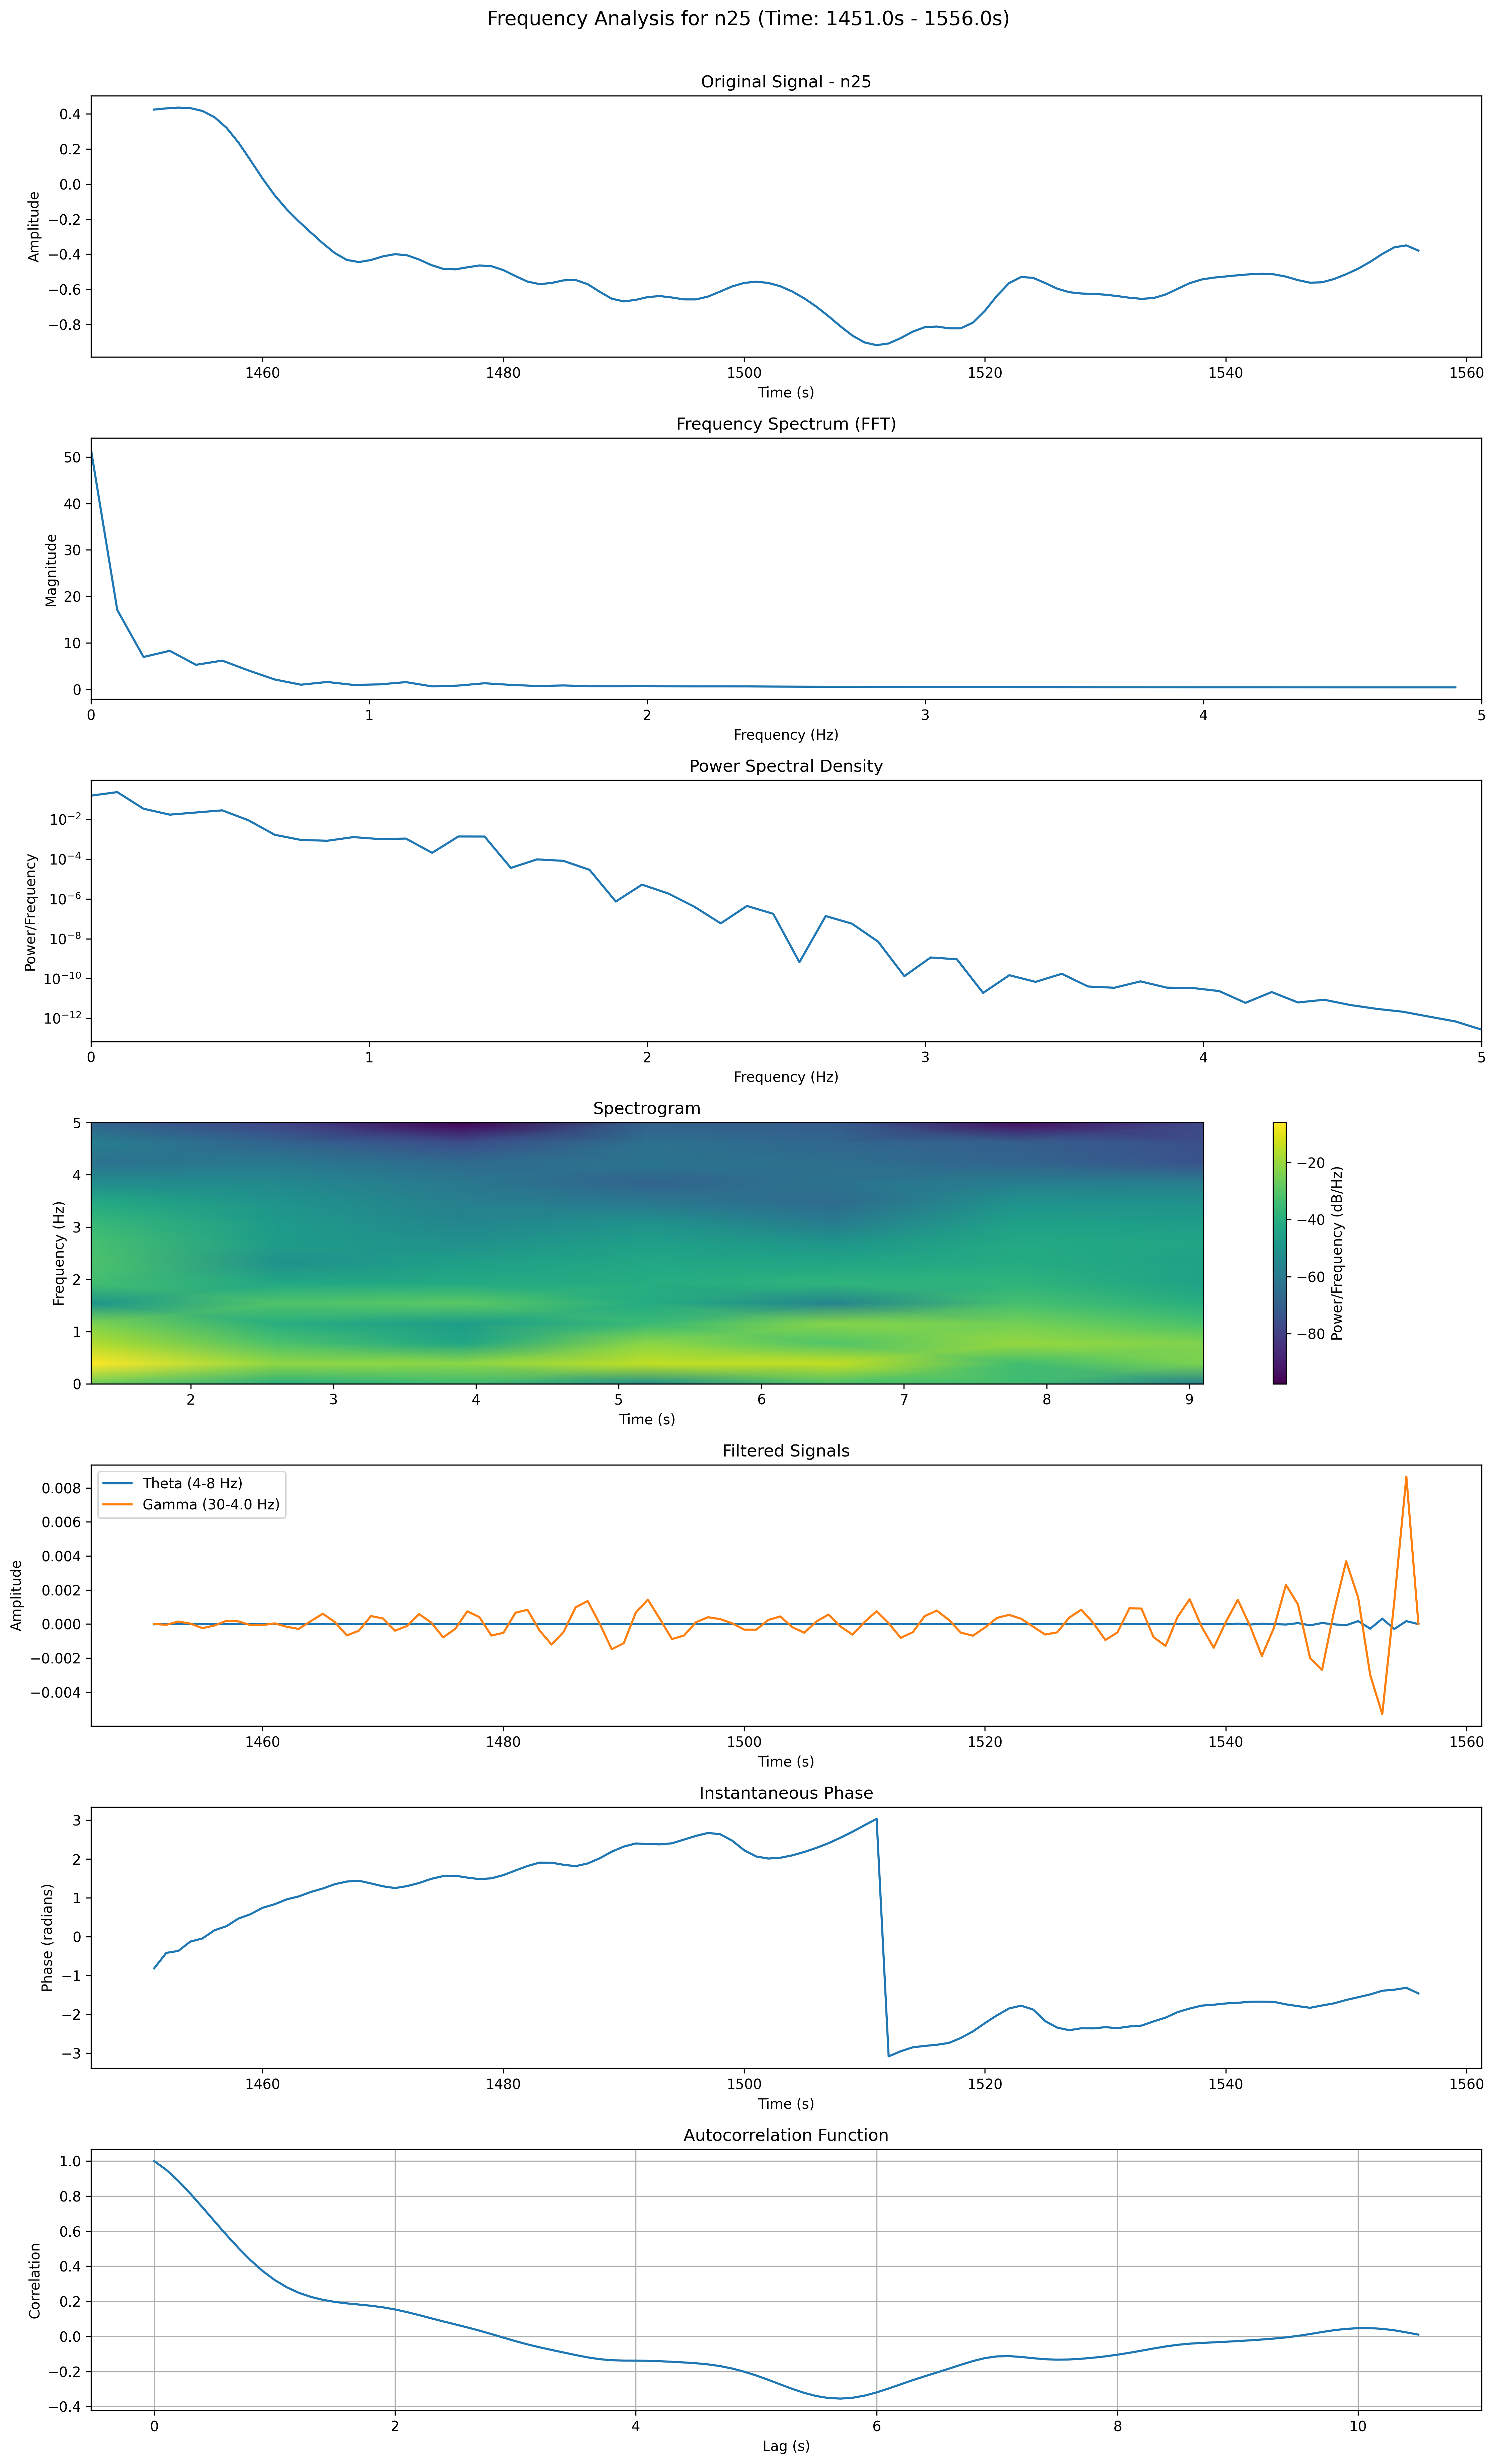 Frequency Analysis for n25 (Time: 1451.0s - 1556.0s)
Original Signal - n25
Amplitude
0.4
0.2
0.0
−0.2
−0.4
−0.6
−0.8
1460 1480 1500 1520 1540 1560
Time (s)
Frequency Spectrum (FFT)
Magnitude
50
40
30
20
10
0
0 1 2 3 4 5
Frequency (Hz)
Power Spectral Density
Power/Frequency
10⁻²
10⁻⁴
10⁻⁶
10⁻⁸
10⁻¹⁰
10⁻¹²
0 1 2 3 4 5
Frequency (Hz)
Spectrogram
Frequency (Hz)
5
4
3
2
1
0
2 3 4 5 6 7 8 9
Time (s)
−20
−40
−60
−80
Power/Frequency (dB/Hz)
Filtered Signals
Theta (4-8 Hz)
Gamma (30-4.0 Hz)
Amplitude
0.008
0.006
0.004
0.002
0.000
−0.002
−0.004
1460 1480 1500 1520 1540 1560
Time (s)
Instantaneous Phase
Phase (radians)
3
2
1
0
−1
−2
−3
1460 1480 1500 1520 1540 1560
Time (s)
Autocorrelation Function
Correlation
1.0
0.8
0.6
0.4
0.2
0.0
−0.2
−0.4
0 2 4 6 8 10
Lag (s)